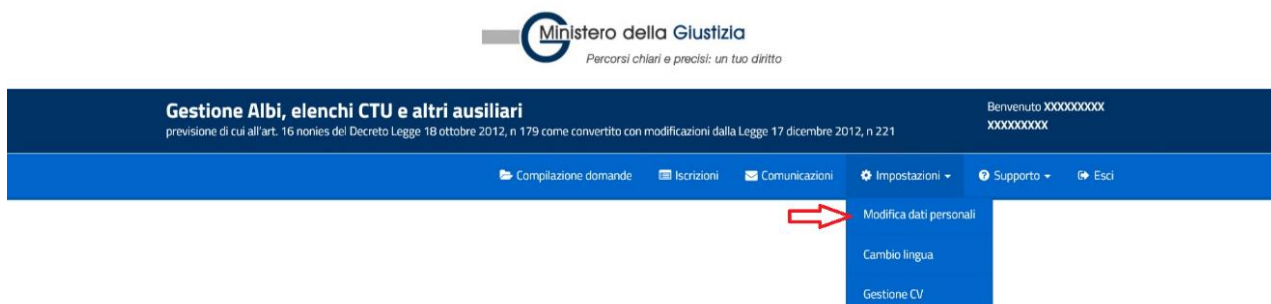 Ministero della Giustizia
Percorsi chiari e precisi: un tuo diritto
Gestione Albi, elenchi CTU e altri ausiliari
previsione di cui all'art. 16 nonies del Decreto Legge 18 ottobre 2012, n 179 come convertito con modificazioni dalla Legge 17 dicembre 2012, n 221
Benvenuto XXXXXXXXX
XXXXXXXXX
Compilazione domande Iscrizioni Comunicazioni Impostazioni Supporto Esci
Modifica dati personali
Cambio lingua
Gestione CV